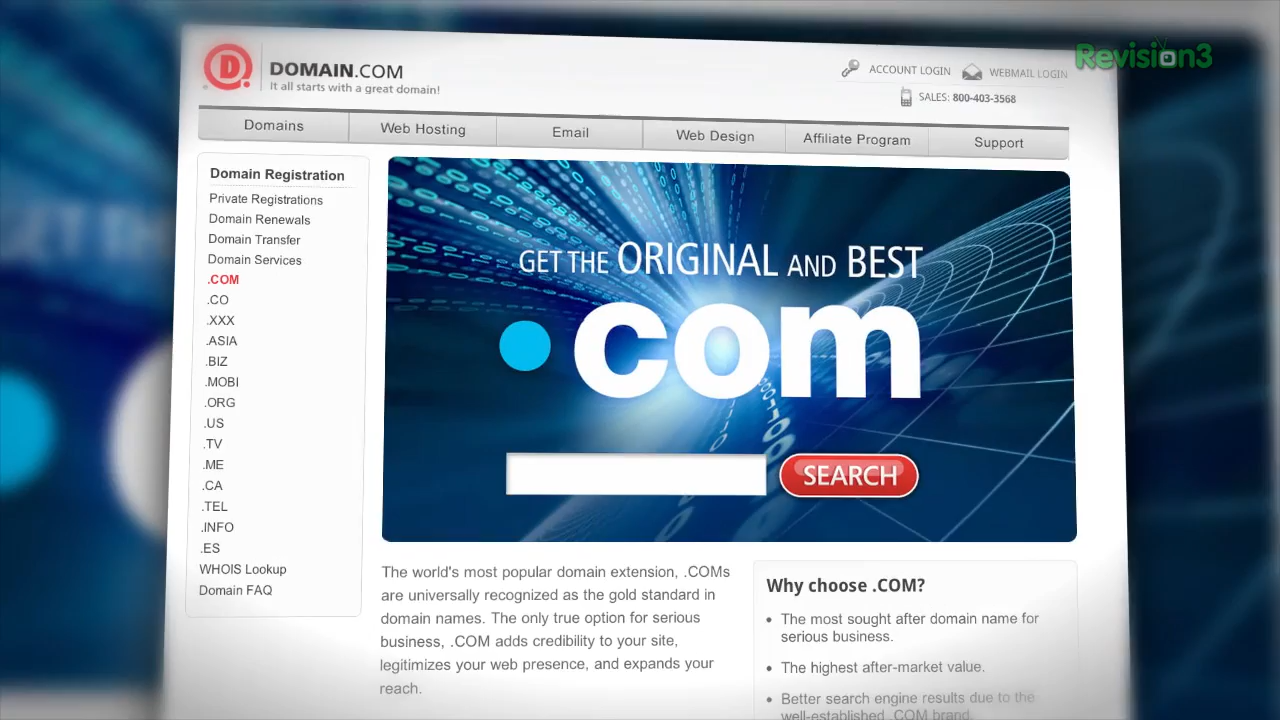 Revision3
D
DOMAIN.COM
It all starts with a great domain!
ACCOUNT LOGIN
WEBMAIL LOGIN
SALES: 800-403-3568
Domains
Web Hosting
Email
Web Design
Affiliate Program
Support
Domain Registration
Private Registrations
Domain Renewals
Domain Transfer
Domain Services
.COM
.CO
.XXX
.ASIA
.BIZ
.MOBI
.ORG
.US
.TV
.ME
.CA
.TEL
.INFO
.ES
WHOIS Lookup
Domain FAQ
GET THE ORIGINAL AND BEST
.com
SEARCH
The world's most popular domain extension, .COMs
are universally recognized as the gold standard in
domain names. The only true option for serious
business, .COM adds credibility to your site,
legitimizes your web presence, and expands your
reach.
Why choose .COM?
• The most sought after domain name for
serious business.
• The highest after-market value.
• Better search engine results due to the
well-established .COM brand.